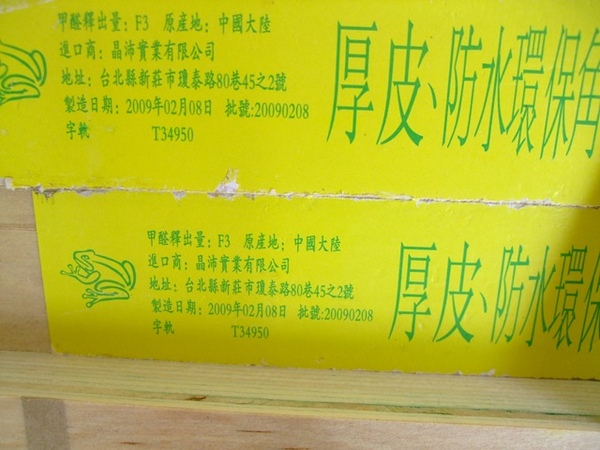 甲醛釋出量：F3 原產地：中國大陸
進口商：晶沛實業有限公司
地址：台北縣新莊市瓊泰路80巷45之2號
製造日期：2009年02月08日 批號:20090208
字軌 T34950
厚皮、防水環保角
甲醛釋出量：F3 原產地：中國大陸
進口商：晶沛實業有限公司
地址：台北縣新莊市瓊泰路80巷45之2號
製造日期：2009年02月08日 批號:20090208
字軌 T34950
厚皮、防水環保